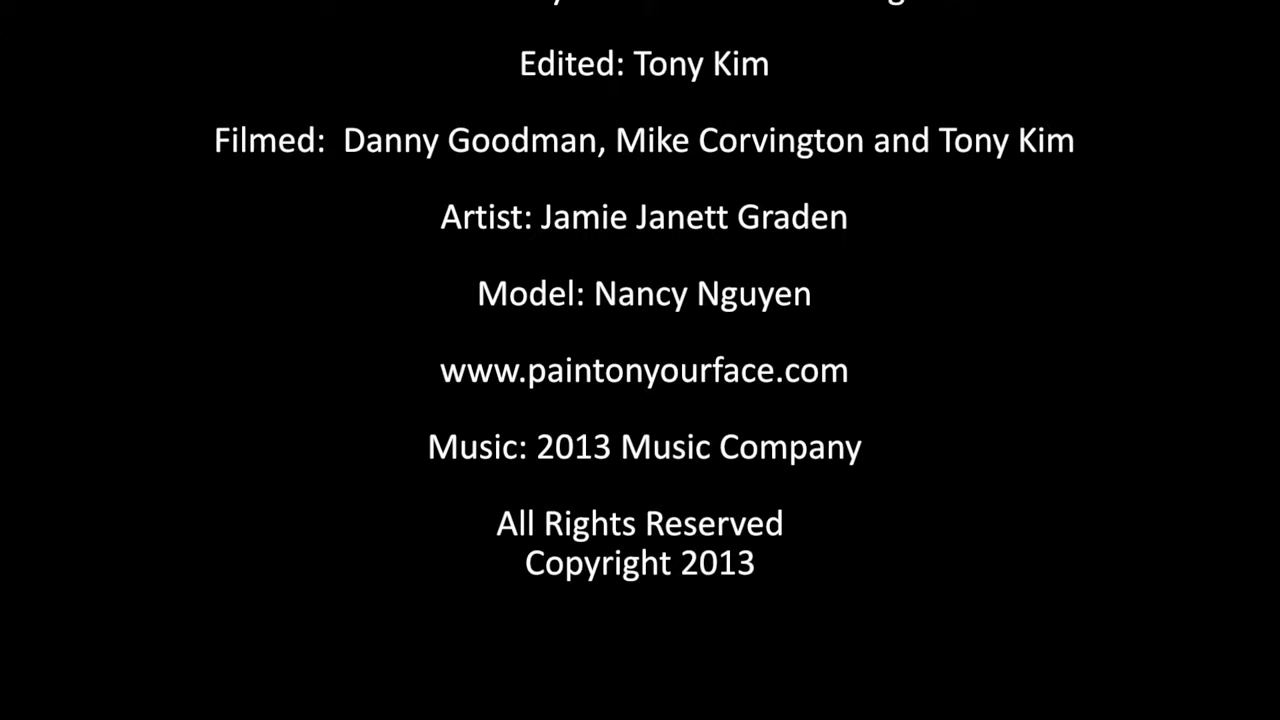 Edited: Tony Kim
Filmed:  Danny Goodman, Mike Corvington and Tony Kim
Artist: Jamie Janett Graden
Model: Nancy Nguyen
www.paintonyourface.com
Music: 2013 Music Company
All Rights Reserved
Copyright 2013